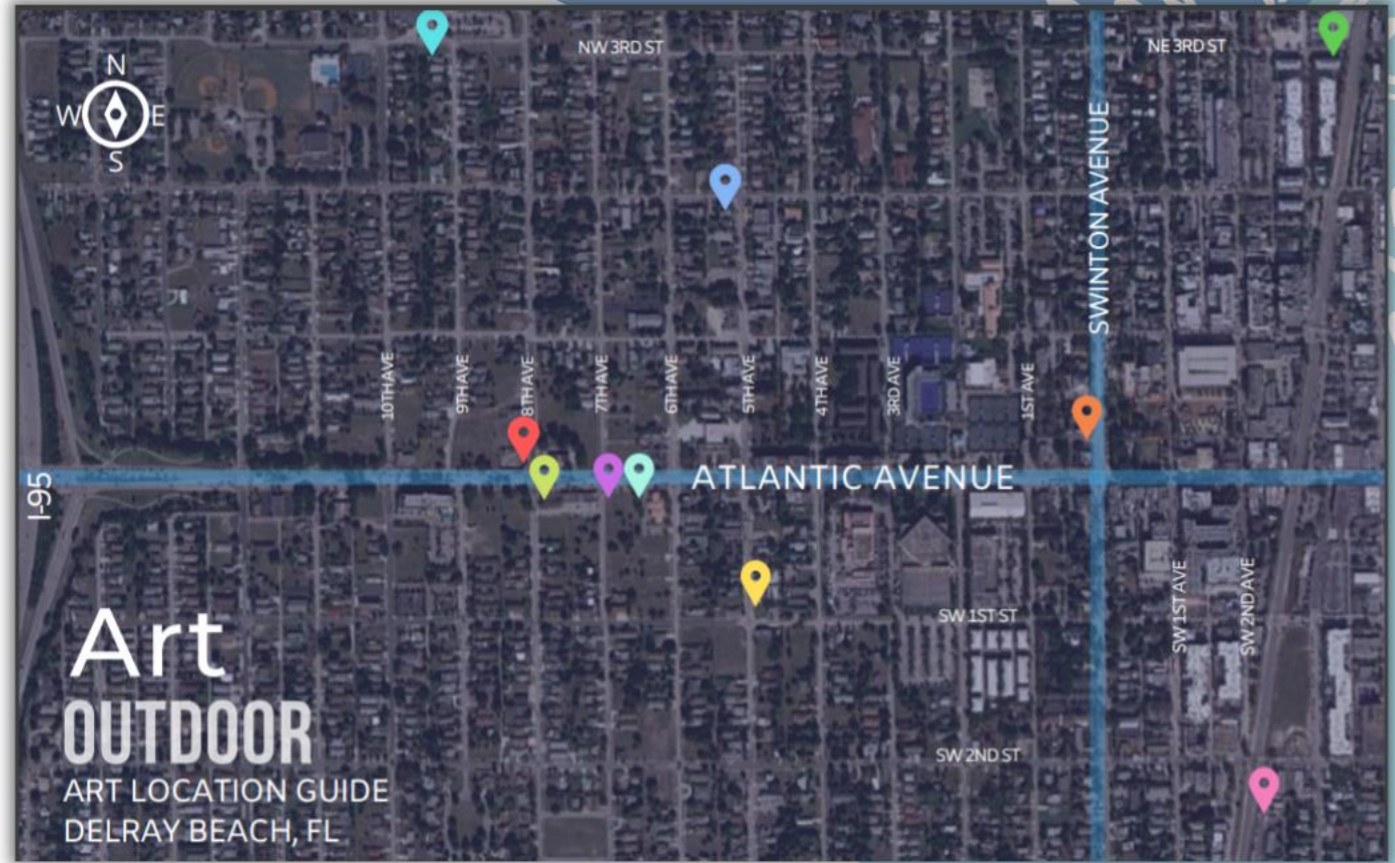 NW 3RD ST
NE 3RD ST
N
W
E
S
SWINTON AVENUE
10TH AVE
9TH AVE
8TH AVE
7TH AVE
6TH AVE
5TH AVE
4TH AVE
3RD AVE
1ST AVE
I-95
ATLANTIC AVENUE
SW 1ST AVE
SW 2ND AVE
SW 1ST ST
SW 2ND ST
Art
OUTDOOR
ART LOCATION GUIDE
DELRAY BEACH, FL